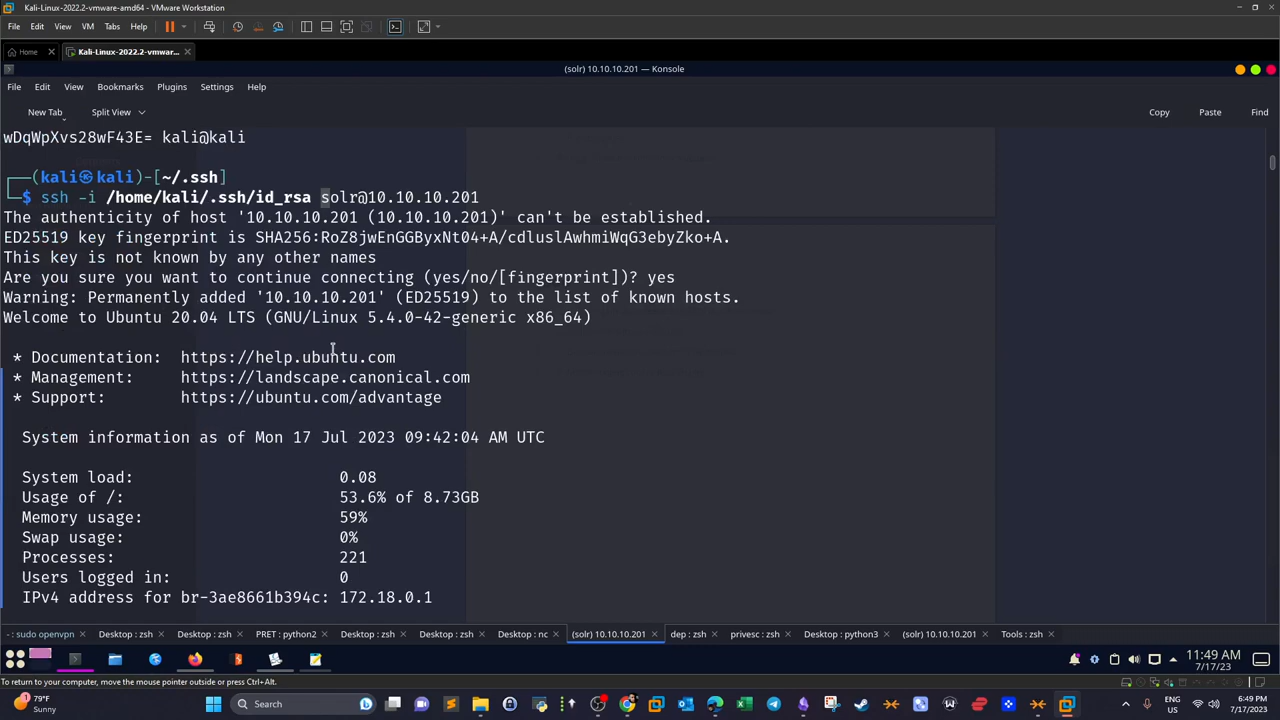 Kali-Linux-2022.2-vmware-amd64 - VMware Workstation
File Edit View VM Tabs Help
Home Kali-Linux-2022.2-vmwar...
(solr) 10.10.10.201 — Konsole
File Edit View Bookmarks Plugins Settings Help
New Tab Split View Copy Paste Find
wDqWpXvs28wF43E= kali@kali
┌──(kali㉿kali)-[~/.ssh]
└─$ ssh -i /home/kali/.ssh/id_rsa solr@10.10.10.201
The authenticity of host '10.10.10.201 (10.10.10.201)' can't be established.
ED25519 key fingerprint is SHA256:RoZ8jwEnGGByxNt04+A/cdluslAwhmiWqG3ebyZko+A.
This key is not known by any other names
Are you sure you want to continue connecting (yes/no/[fingerprint])? yes
Warning: Permanently added '10.10.10.201' (ED25519) to the list of known hosts.
Welcome to Ubuntu 20.04 LTS (GNU/Linux 5.4.0-42-generic x86_64)
* Documentation: https://help.ubuntu.com
* Management: https://landscape.canonical.com
* Support: https://ubuntu.com/advantage
System information as of Mon 17 Jul 2023 09:42:04 AM UTC
System load: 0.08
Usage of /: 53.6% of 8.73GB
Memory usage: 59%
Swap usage: 0%
Processes: 221
Users logged in: 0
IPv4 address for br-3ae8661b394c: 172.18.0.1
- : sudo openvpn Desktop : zsh Desktop : zsh PRET : python2 Desktop : zsh Desktop : zsh Desktop : nc (solr) 10.10.10.201 dep : zsh privesc : zsh Desktop : python3 (solr) 10.10.10.201 Tools : zsh
11:49 AM
7/17/23
To return to your computer, move the mouse pointer outside or press Ctrl+Alt.
79°F
Sunny
Search
ENG
US
6:49 PM
7/17/2023